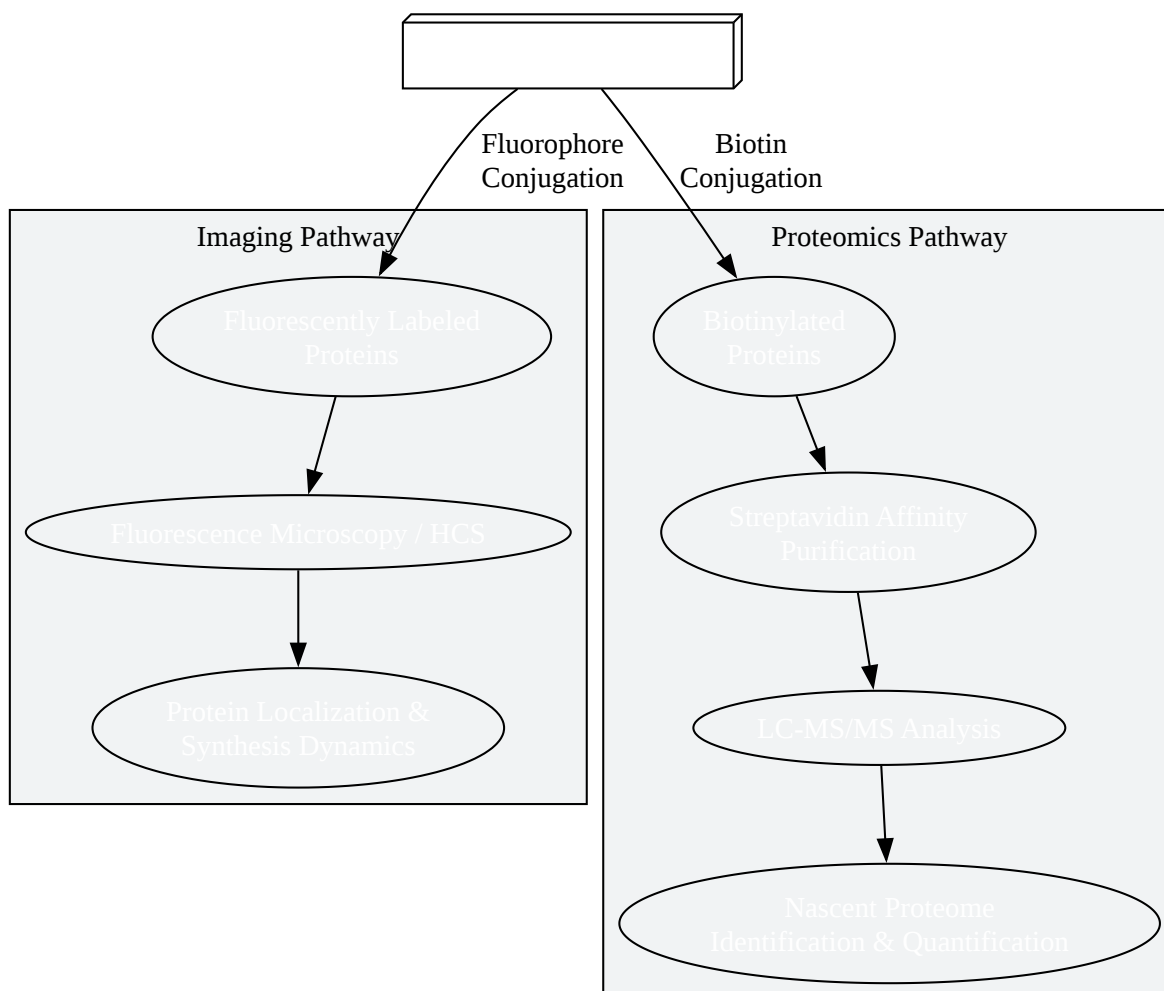 Fluorophore
Conjugation
Biotin
Conjugation
Imaging Pathway
Fluorescently Labeled
Proteins
Fluorescence Microscopy / HCS
Protein Localization &
Synthesis Dynamics
Proteomics Pathway
Biotinylated
Proteins
Streptavidin Affinity
Purification
LC-MS/MS Analysis
Nascent Proteome
Identification & Quantification